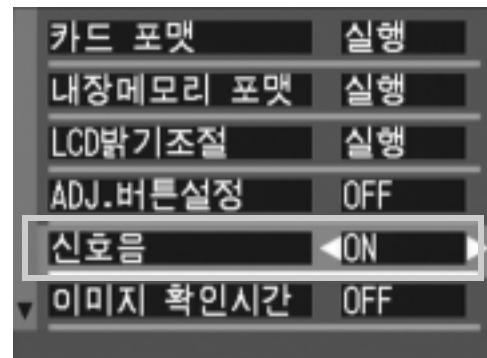 카드 포맷 실행
내장메모리 포맷 실행
LCD밝기조절 실행
ADJ.버튼설정 OFF
신호음 ON
이미지 확인시간 OFF